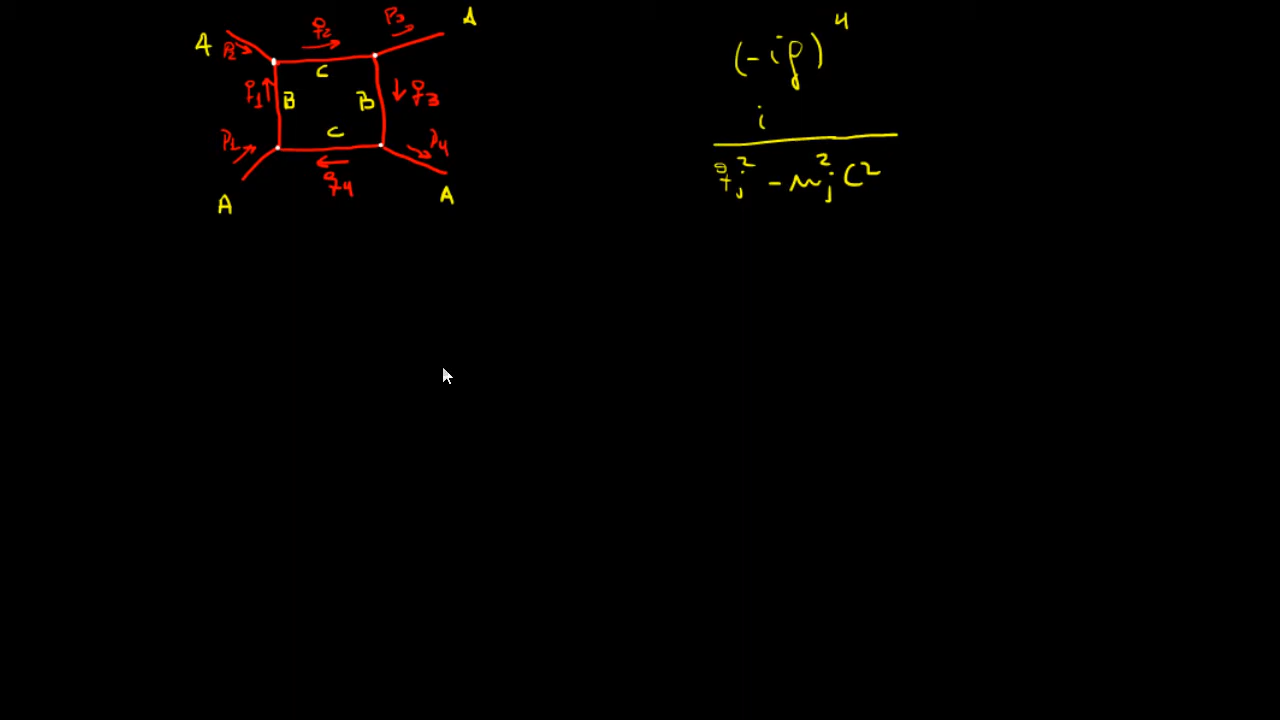 A P2 q2 P3 A
C
q1 B B q3
P1 C P4
q4
A A
(-ig)^4
i
q_j^2 - m_j^2 C^2